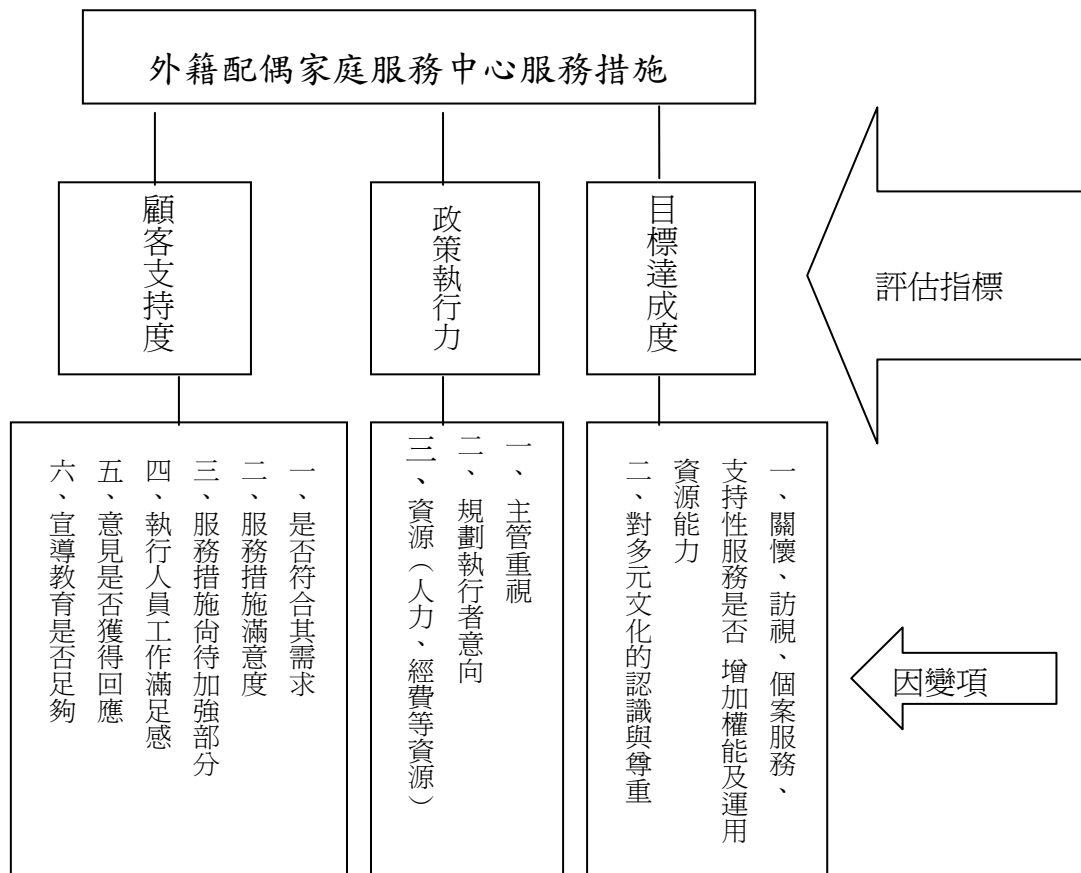 外籍配偶家庭服務中心服務措施
目標達成度
政策執行力
顧客支持度
評估指標
一、關懷、訪視、個案服務、
支持性服務是否 增加權能及運用
資源能力
二、對多元文化的認識與尊重
一、主管重視
二、規劃執行者意向
三、資源（人力、經費等資源）
一、是否符合其需求
二、服務措施滿意度
三、服務措施尚待加強部分
四、執行人員工作滿足感
五、意見是否獲得回應
六、宣導教育是否足夠
因變項